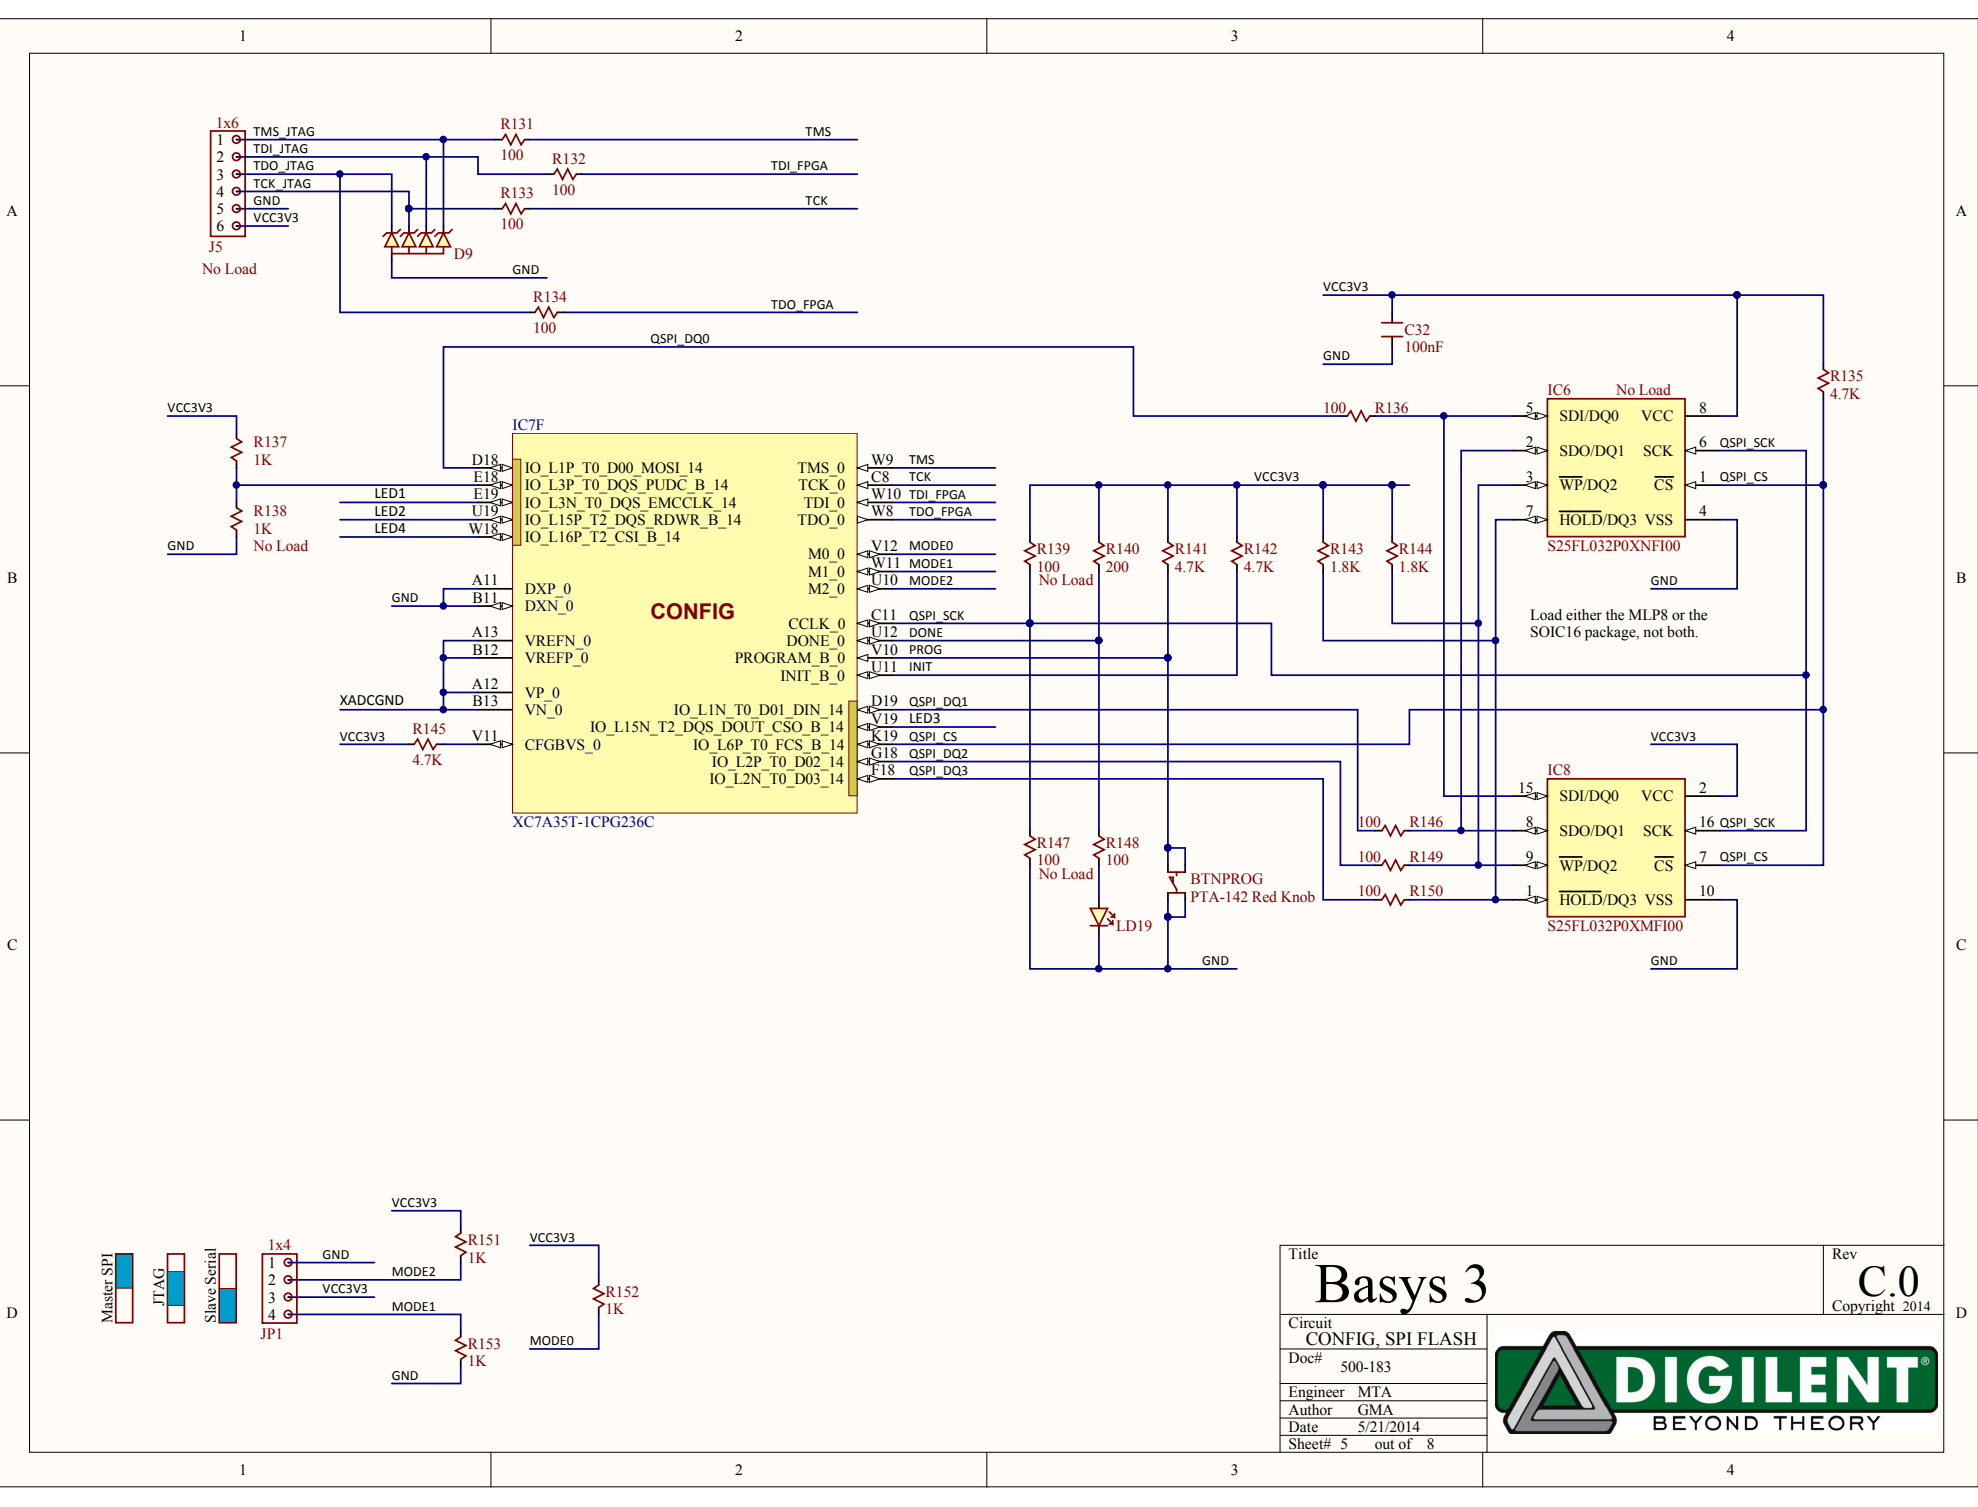 1 2 3 4
A
1x6
1 TMS_JTAG
2 TDI_JTAG
3 TDO_JTAG
4 TCK_JTAG
5 GND
6 VCC3V3
J5
No Load
R131
100
TMS
R132
100
TDI_FPGA
R133
100
TCK
D9
GND
R134
100
TDO_FPGA
A
QSPI_DQ0
VCC3V3
C32
100nF
GND
R135
4.7K
100 R136
IC6 No Load
5 SDI/DQ0 VCC 8
2 SDO/DQ1 SCK 6 QSPI_SCK
3 WP/DQ2 CS 1 QSPI_CS
7 HOLD/DQ3 VSS 4
S25FL032P0XNFI00
GND
Load either the MLP8 or the
SOIC16 package, not both.
B
VCC3V3
R137
1K
R138
1K
No Load
GND
LED1
LED2
LED4
GND
XADCGND
VCC3V3
R145
4.7K
IC7F
D18 IO_L1P_T0_D00_MOSI_14
E18 IO_L3P_T0_DQS_PUDC_B_14
E19 IO_L3N_T0_DQS_EMCCLK_14
U19 IO_L15P_T2_DQS_RDWR_B_14
W18 IO_L16P_T2_CSI_B_14
A11 DXP_0
B11 DXN_0
A13 VREFN_0
B12 VREFP_0
A12 VP_0
B13 VN_0
V11 CFGBVS_0
CONFIG
TMS_0 W9 TMS
TCK_0 C8 TCK
TDI_0 W10 TDI_FPGA
TDO_0 W8 TDO_FPGA
M0_0 V12 MODE0
M1_0 W11 MODE1
M2_0 U10 MODE2
CCLK_0 C11 QSPI_SCK
DONE_0 U12 DONE
PROGRAM_B_0 V10 PROG
INIT_B_0 U11 INIT
IO_L1N_T0_D01_DIN_14 D19 QSPI_DQ1
IO_L15N_T2_DQS_DOUT_CSO_B_14 V19 LED3
IO_L6P_T0_FCS_B_14 K19 QSPI_CS
IO_L2P_T0_D02_14 G18 QSPI_DQ2
IO_L2N_T0_D03_14 F18 QSPI_DQ3
XC7A35T-1CPG236C
VCC3V3
R139
100
No Load
R140
200
R141
4.7K
R142
4.7K
R143
1.8K
R144
1.8K
B
C
R147
100
No Load
R148
100
LD19
BTNPROG
PTA-142 Red Knob
GND
100 R146
100 R149
100 R150
VCC3V3
IC8
15 SDI/DQ0 VCC 2
8 SDO/DQ1 SCK 16 QSPI_SCK
9 WP/DQ2 CS 7 QSPI_CS
1 HOLD/DQ3 VSS 10
S25FL032P0XMFI00
GND
C
D
Master SPI
JTAG
Slave Serial
1x4
1 GND
2 MODE2
3 VCC3V3
4 MODE1
JP1
VCC3V3
R151
1K
R153
1K
GND
VCC3V3
R152
1K
MODE0
Title
Basys 3
Rev
C.0
Copyright 2014
Circuit
CONFIG, SPI FLASH
Doc# 500-183
Engineer MTA
Author GMA
Date 5/21/2014
Sheet# 5 out of 8
DIGILENT®
BEYOND THEORY
D
1 2 3 4